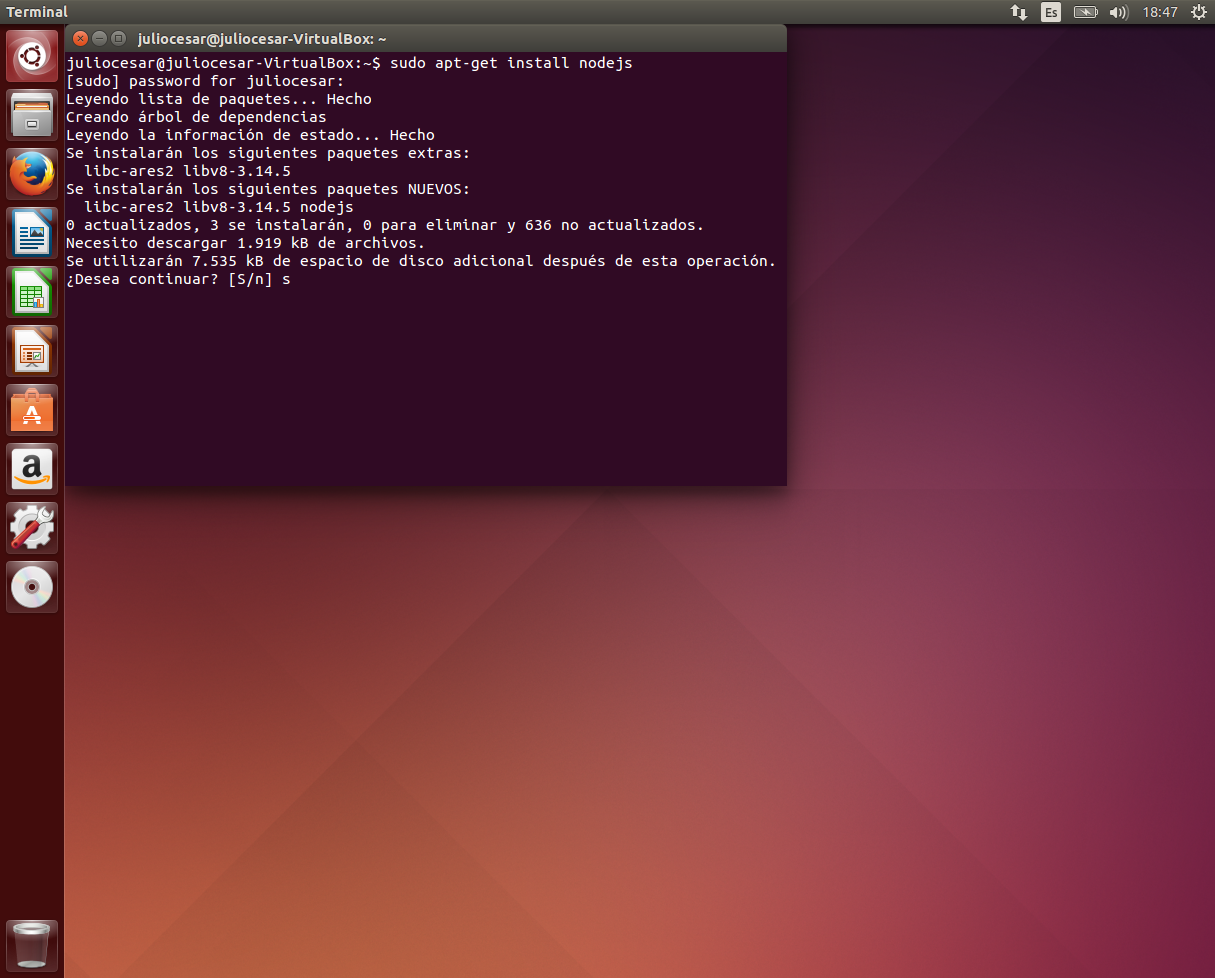 Terminal
Es
18:47
juliocesar@juliocesar-VirtualBox: ~
juliocesar@juliocesar-VirtualBox:~$ sudo apt-get install nodejs
[sudo] password for juliocesar:
Leyendo lista de paquetes... Hecho
Creando árbol de dependencias
Leyendo la información de estado... Hecho
Se instalarán los siguientes paquetes extras:
  libc-ares2 libv8-3.14.5
Se instalarán los siguientes paquetes NUEVOS:
  libc-ares2 libv8-3.14.5 nodejs
0 actualizados, 3 se instalarán, 0 para eliminar y 636 no actualizados.
Necesito descargar 1.919 kB de archivos.
Se utilizarán 7.535 kB de espacio de disco adicional después de esta operación.
¿Desea continuar? [S/n] s